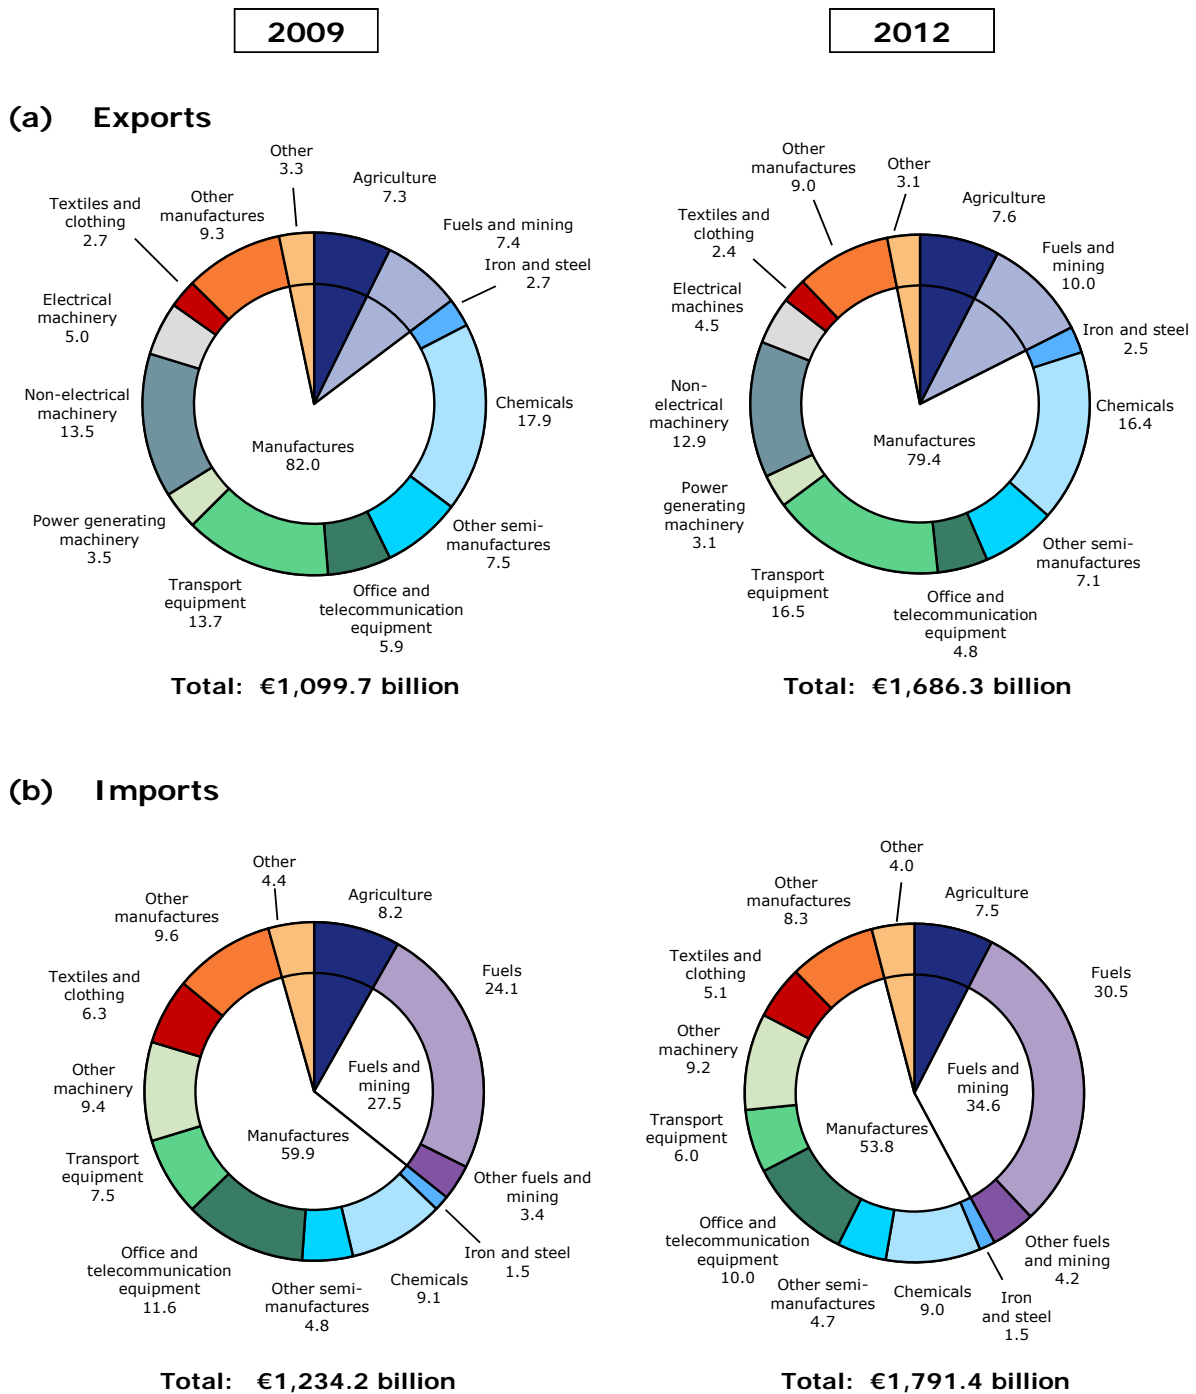 2009
2012
(a) Exports
Other
3.3
Agriculture
7.3
Fuels and mining
7.4
Iron and steel
2.7
Chemicals
17.9
Other semi-
manufactures
7.5
Office and
telecommunication
equipment
5.9
Transport
equipment
13.7
Power generating
machinery
3.5
Non-electrical
machinery
13.5
Electrical
machinery
5.0
Textiles and
clothing
2.7
Other
manufactures
9.3
Manufactures
82.0
Total: €1,099.7 billion
Other
manufactures
9.0
Other
3.1
Agriculture
7.6
Fuels and
mining
10.0
Iron and steel
2.5
Chemicals
16.4
Other semi-
manufactures
7.1
Office and
telecommunication
equipment
4.8
Transport
equipment
16.5
Power
generating
machinery
3.1
Non-
electrical
machinery
12.9
Electrical
machines
4.5
Textiles and
clothing
2.4
Manufactures
79.4
Total: €1,686.3 billion
(b) Imports
Other
4.4
Agriculture
8.2
Fuels
24.1
Fuels and
mining
27.5
Other fuels and
mining
3.4
Iron and steel
1.5
Chemicals
9.1
Other semi-
manufactures
4.8
Office and
telecommunication
equipment
11.6
Transport
equipment
7.5
Other
machinery
9.4
Textiles and
clothing
6.3
Other
manufactures
9.6
Manufactures
59.9
Total: €1,234.2 billion
Other
4.0
Agriculture
7.5
Fuels
30.5
Fuels and
mining
34.6
Other fuels
and mining
4.2
Iron
and steel
1.5
Chemicals
9.0
Other semi-
manufactures
4.7
Office and
telecommunication
equipment
10.0
Transport
equipment
6.0
Other
machinery
9.2
Textiles and
clothing
5.1
Other
manufactures
8.3
Manufactures
53.8
Total: €1,791.4 billion